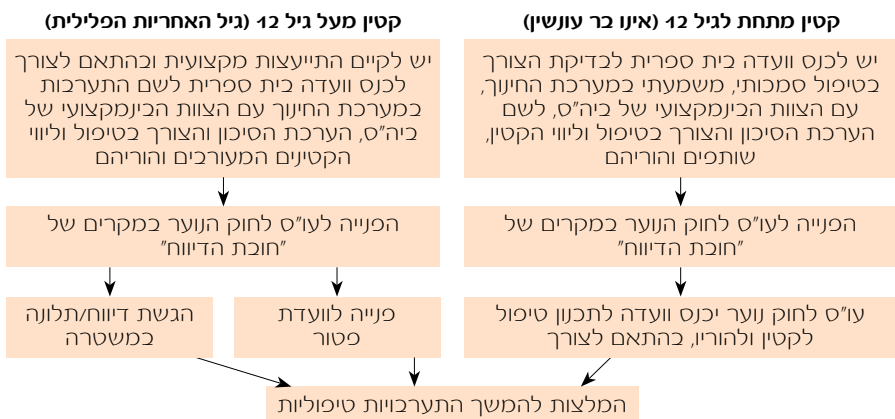 קטין מתחת לגיל 12 (אינו בר עונשין)
יש לכנס וועדה בית ספרית לבדיקת הצורך
בטיפול סמכותי, משמעתי במערכת החינוך,
עם הצוות הבינמקצועי של ביה"ס, לשם
הערכת הסיכון והצורך בטיפול וליווי הקטין,
שותפים והוריהם
הפנייה לעו"ס לחוק הנוער במקרים של
"חובת הדיווח"
עו"ס לחוק נוער יכנס וועדה לתכנון טיפול
לקטין ולהוריו, בהתאם לצורך
קטין מעל גיל 12 (גיל האחריות הפלילית)
יש לקיים התייעצות מקצועית ובהתאם לצורך
לכנס וועדה בית ספרית לשם התערבות
במערכת החינוך עם הצוות הבינמקצועי של
ביה"ס, הערכת הסיכון והצורך בטיפול וליווי
הקטינים המעורבים והוריהם
הפנייה לעו"ס לחוק הנוער במקרים של
"חובת הדיווח"
פנייה לוועדת
פטור
הגשת דיווח/תלונה
במשטרה
המלצות להמשך התערבויות טיפוליות